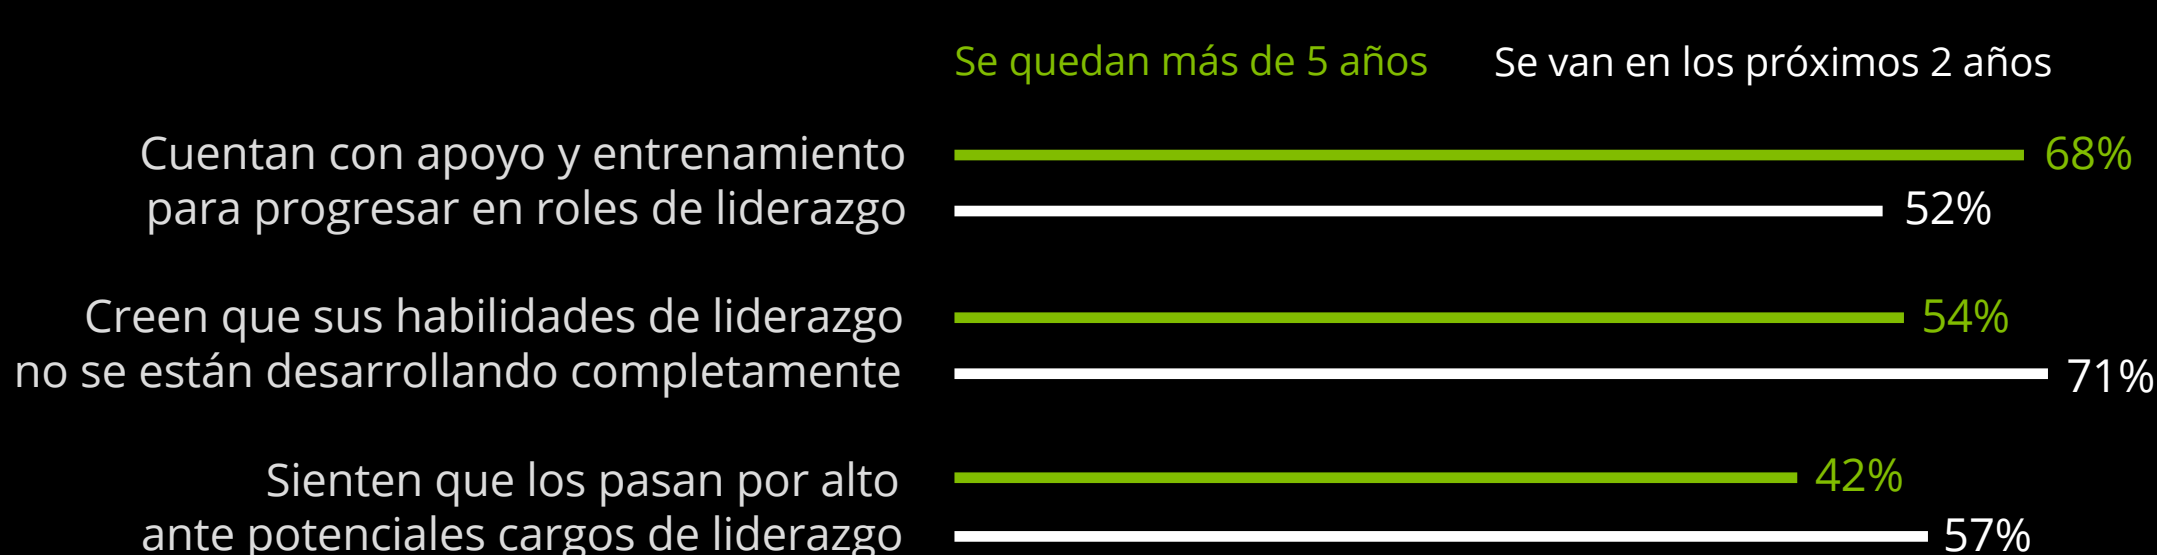 Se quedan más de 5 años Se van en los próximos 2 años
Cuentan con apoyo y entrenamiento 68%
para progresar en roles de liderazgo 52%
Creen que sus habilidades de liderazgo 54%
no se están desarrollando completamente 71%
Sienten que los pasan por alto 42%
ante potenciales cargos de liderazgo 57%